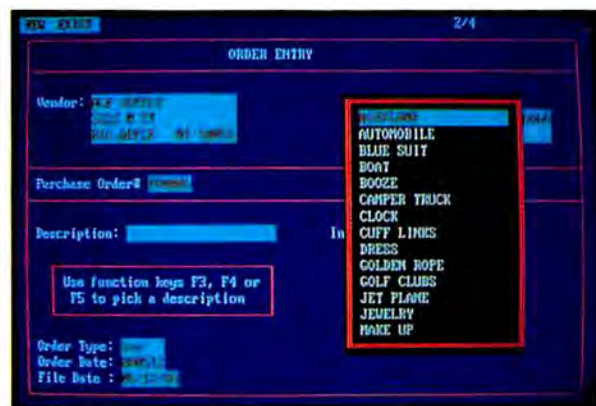 2/4
ORDER ENTRY
Vendor:
AUTOMOBILE
BLUE SUIT
BOAT
BOOZE
CAMPER TRUCK
CLOCK
CUFF LINKS
DRESS
GOLDEN ROPE
GOLF CLUBS
JET PLANE
JEWELRY
MAKE UP
Purchase Order#
Description:
In
Use function keys F3, F4 or
F5 to pick a description
Order Type:
Order Date:
File Date :